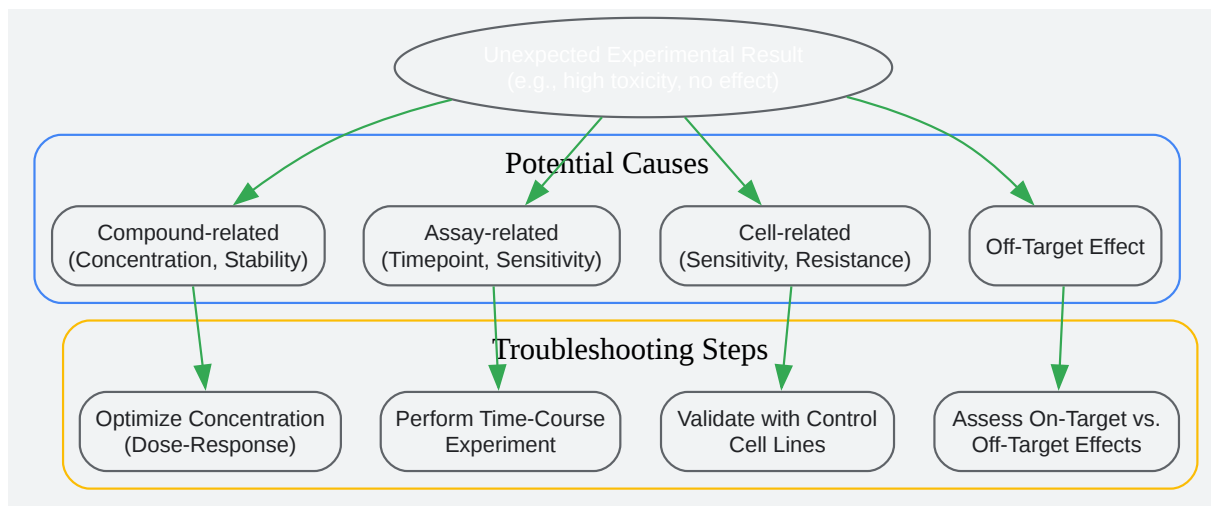 Unexpected Experimental Result
(e.g., high toxicity, no effect)
Potential Causes
Compound-related
(Concentration, Stability)
Assay-related
(Timepoint, Sensitivity)
Cell-related
(Sensitivity, Resistance)
Off-Target Effect
Troubleshooting Steps
Optimize Concentration
(Dose-Response)
Perform Time-Course
Experiment
Validate with Control
Cell Lines
Assess On-Target vs.
Off-Target Effects